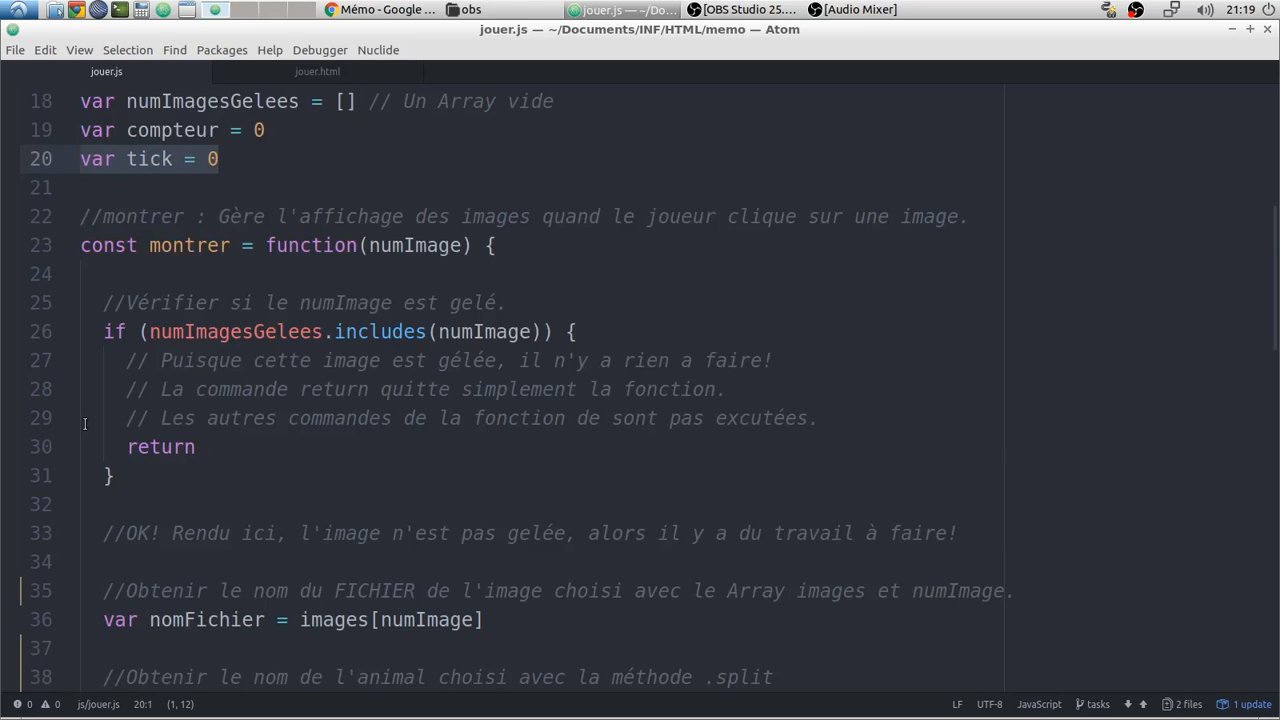 Mémo - Google ...
obs
jouer.js — ~/Do...
[OBS Studio 25....
[Audio Mixer]
21:19
jouer.js — ~/Documents/INF/HTML/memo — Atom
File Edit View Selection Find Packages Help Debugger Nuclide
jouer.js jouer.html
18 var numImagesGelees = [] // Un Array vide
19 var compteur = 0
20 var tick = 0
21
22 //montrer : Gère l'affichage des images quand le joueur clique sur une image.
23 const montrer = function(numImage) {
24
25 //Vérifier si le numImage est gelé.
26 if (numImagesGelees.includes(numImage)) {
27 // Puisque cette image est gélée, il n'y a rien a faire!
28 // La commande return quitte simplement la fonction.
29 // Les autres commandes de la fonction de sont pas excutées.
30 return
31 }
32
33 //OK! Rendu ici, l'image n'est pas gelée, alors il y a du travail à faire!
34
35 //Obtenir le nom du FICHIER de l'image choisi avec le Array images et numImage.
36 var nomFichier = images[numImage]
37
38 //Obtenir le nom de l'animal choisi avec la méthode .split
0 0 js/jouer.js 20:1 (1, 12) LF UTF-8 JavaScript tasks 2 files 1 update